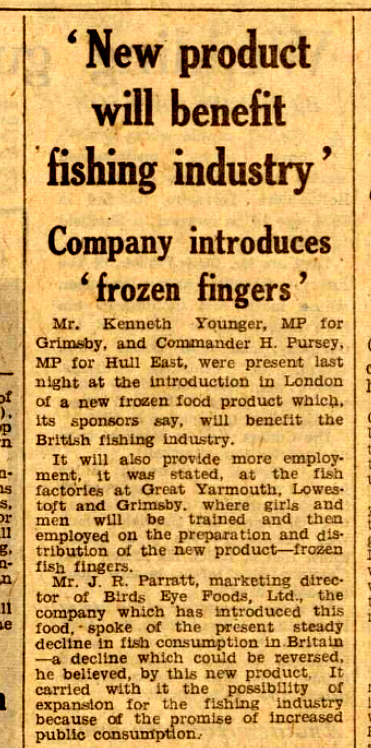 ‘ New product
will benefit
fishing industry ’
Company introduces
‘ frozen fingers ’
Mr. Kenneth Younger, MP for
Grimsby, and Commander H. Pursey,
MP for Hull East, were present last
night at the introduction in London
of a new frozen food product which,
its sponsors say, will benefit the
British fishing industry.
It will also provide more employ-
ment, it was stated, at the fish
factories at Great Yarmouth, Lowes-
toft and Grimsby, where girls and
men will be trained and then
employed on the preparation and dis-
tribution of the new product—frozen
fish fingers.
Mr. J. R. Parratt, marketing direc-
tor of Birds Eye Foods, Ltd., the
company which has introduced this
food, spoke of the present steady
decline in fish consumption in Britain
—a decline which could be reversed,
he believed, by this new product. It
carried with it the possibility of
expansion for the fishing industry
because of the promise of increased
public consumption.